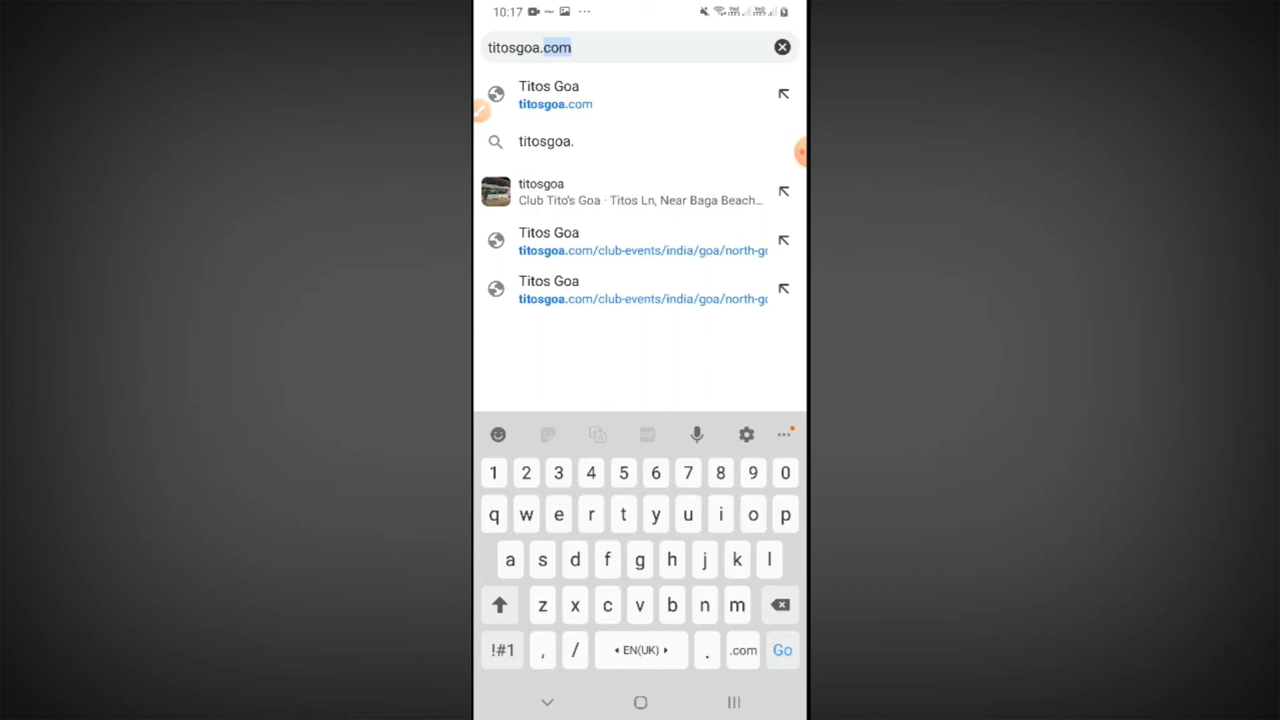 10:17
titosgoa.com
Titos Goa
titosgoa.com
titosgoa.
titosgoa
Club Tito's Goa · Titos Ln, Near Baga Beach...
Titos Goa
titosgoa.com/club-events/india/goa/north-go
Titos Goa
titosgoa.com/club-events/india/goa/north-go
1 2 3 4 5 6 7 8 9 0
q w e r t y u i o p
a s d f g h j k l
z x c v b n m
!#1 , / EN(UK) . .com Go